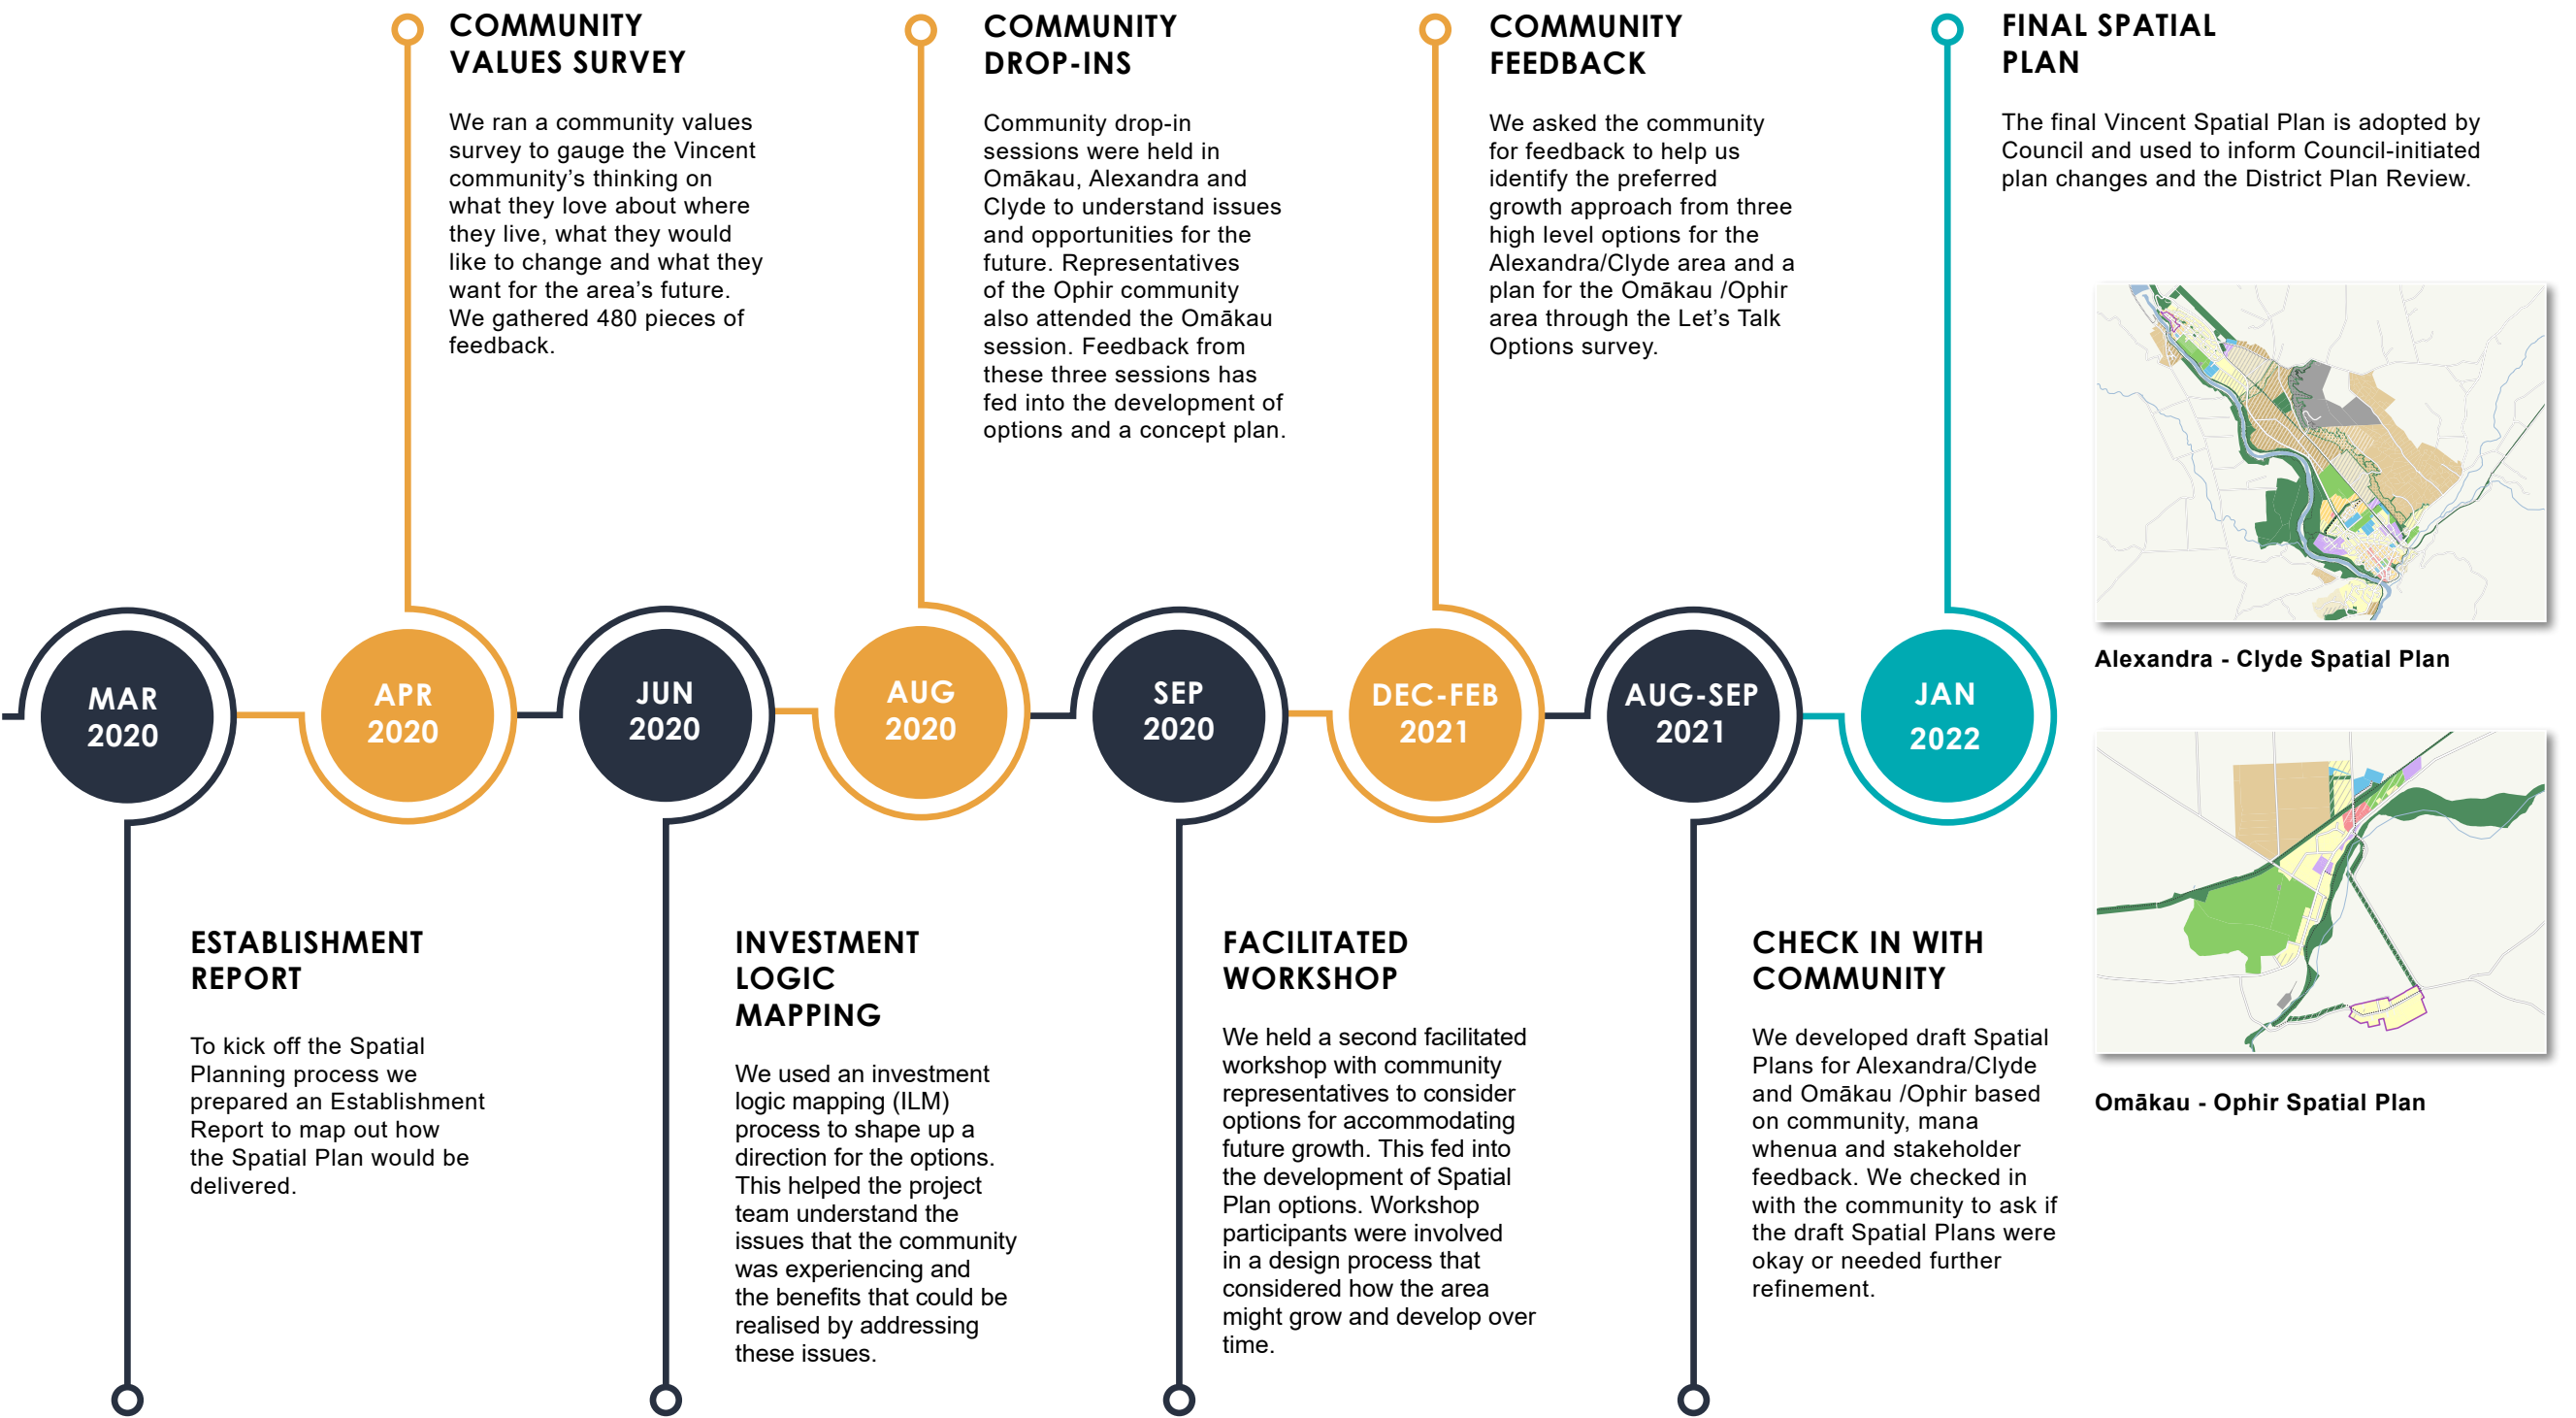 COMMUNITY
VALUES SURVEY
We ran a community values
survey to gauge the Vincent
community’s thinking on
what they love about where
they live, what they would
like to change and what they
want for the area’s future.
We gathered 480 pieces of
feedback.
COMMUNITY
DROP-INS
Community drop-in
sessions were held in
Omākau, Alexandra and
Clyde to understand issues
and opportunities for the
future. Representatives
of the Ophir community
also attended the Omākau
session. Feedback from
these three sessions has
fed into the development of
options and a concept plan.
COMMUNITY
FEEDBACK
We asked the community
for feedback to help us
identify the preferred
growth approach from three
high level options for the
Alexandra/Clyde area and a
plan for the Omākau /Ophir
area through the Let’s Talk
Options survey.
FINAL SPATIAL
PLAN
The final Vincent Spatial Plan is adopted by
Council and used to inform Council-initiated
plan changes and the District Plan Review.
Alexandra - Clyde Spatial Plan
MAR
2020
APR
2020
JUN
2020
AUG
2020
SEP
2020
DEC-FEB
2021
AUG-SEP
2021
JAN
2022
ESTABLISHMENT
REPORT
To kick off the Spatial
Planning process we
prepared an Establishment
Report to map out how
the Spatial Plan would be
delivered.
INVESTMENT
LOGIC
MAPPING
We used an investment
logic mapping (ILM)
process to shape up a
direction for the options.
This helped the project
team understand the
issues that the community
was experiencing and
the benefits that could be
realised by addressing
these issues.
FACILITATED
WORKSHOP
We held a second facilitated
workshop with community
representatives to consider
options for accommodating
future growth. This fed into
the development of Spatial
Plan options. Workshop
participants were involved
in a design process that
considered how the area
might grow and develop over
time.
CHECK IN WITH
COMMUNITY
We developed draft Spatial
Plans for Alexandra/Clyde
and Omākau /Ophir based
on community, mana
whenua and stakeholder
feedback. We checked in
with the community to ask if
the draft Spatial Plans were
okay or needed further
refinement.
Omākau - Ophir Spatial Plan